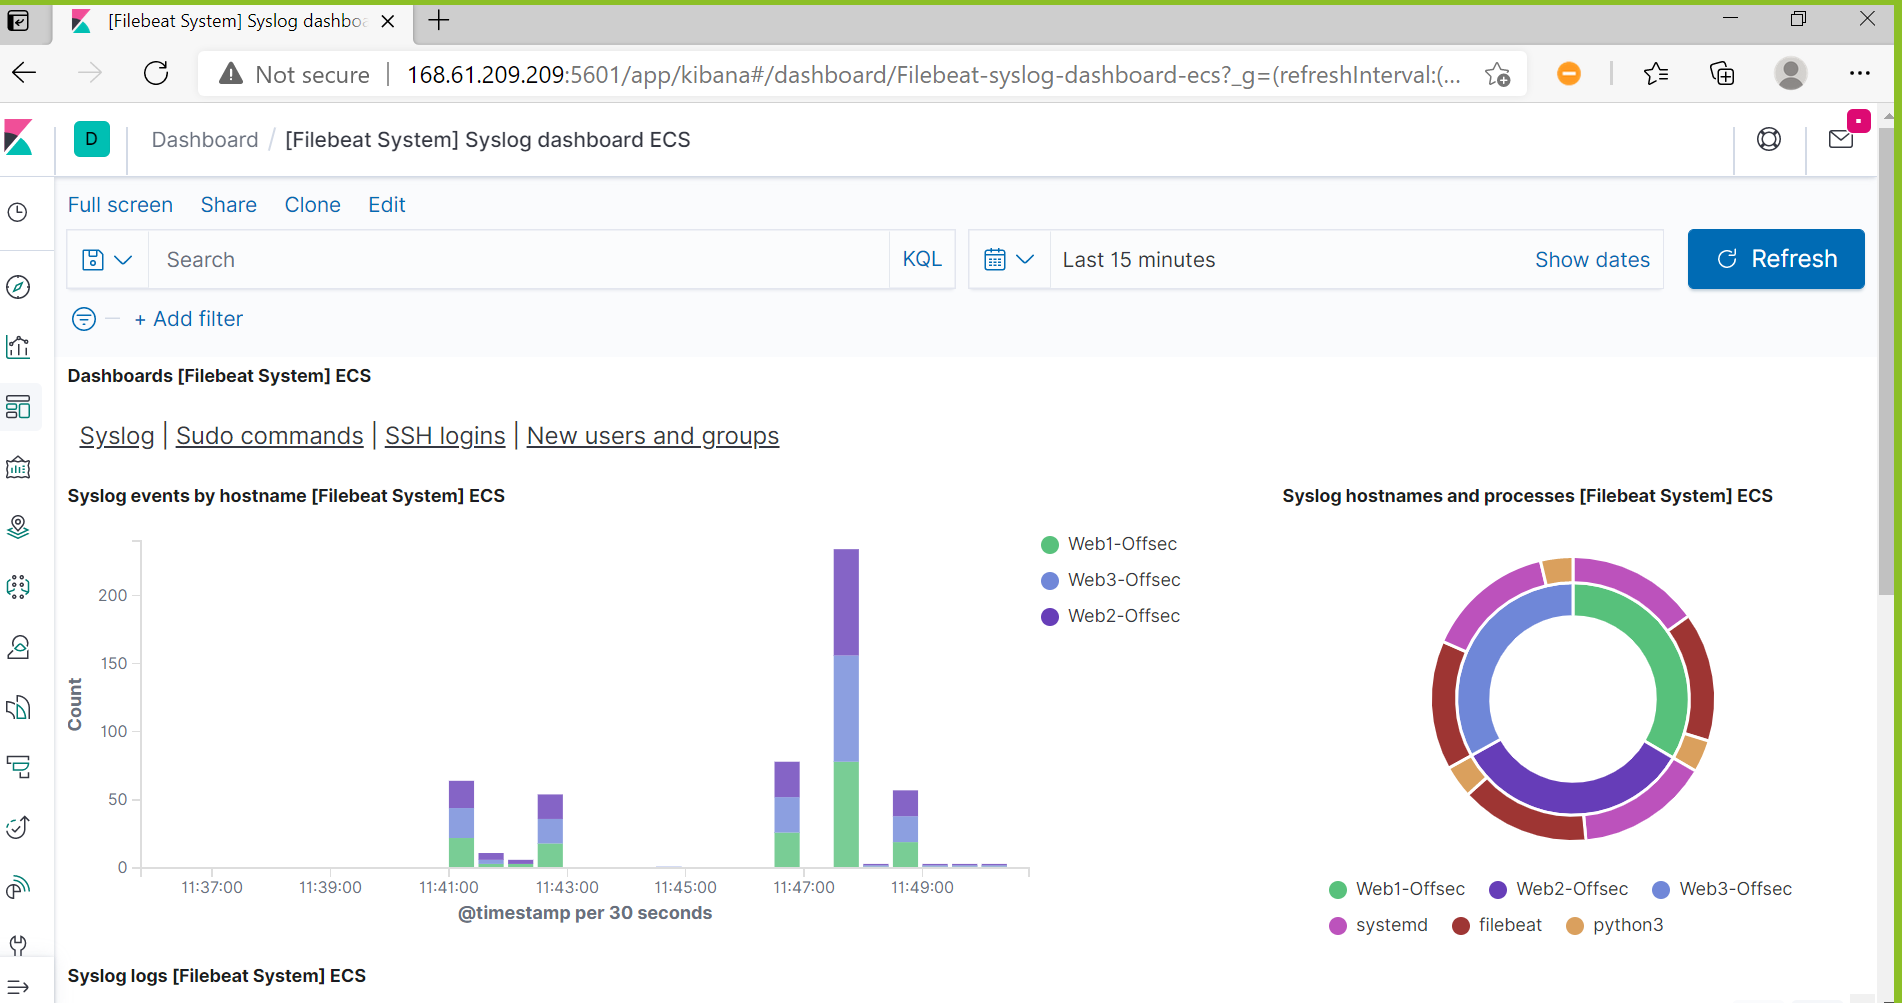 [Filebeat System] Syslog dashbo
Not secure 168.61.209.209:5601/app/kibana#/dashboard/Filebeat-syslog-dashboard-ecs?_g=(refreshInterval:(...
D Dashboard / [Filebeat System] Syslog dashboard ECS
Full screen Share Clone Edit
Search KQL Last 15 minutes Show dates Refresh
+ Add filter
Dashboards [Filebeat System] ECS
Syslog | Sudo commands | SSH logins | New users and groups
Syslog events by hostname [Filebeat System] ECS
200
150
100
50
0
Count
11:37:00 11:39:00 11:41:00 11:43:00 11:45:00 11:47:00 11:49:00
@timestamp per 30 seconds
Web1-Offsec
Web3-Offsec
Web2-Offsec
Syslog hostnames and processes [Filebeat System] ECS
Web1-Offsec Web2-Offsec Web3-Offsec
systemd filebeat python3
Syslog logs [Filebeat System] ECS